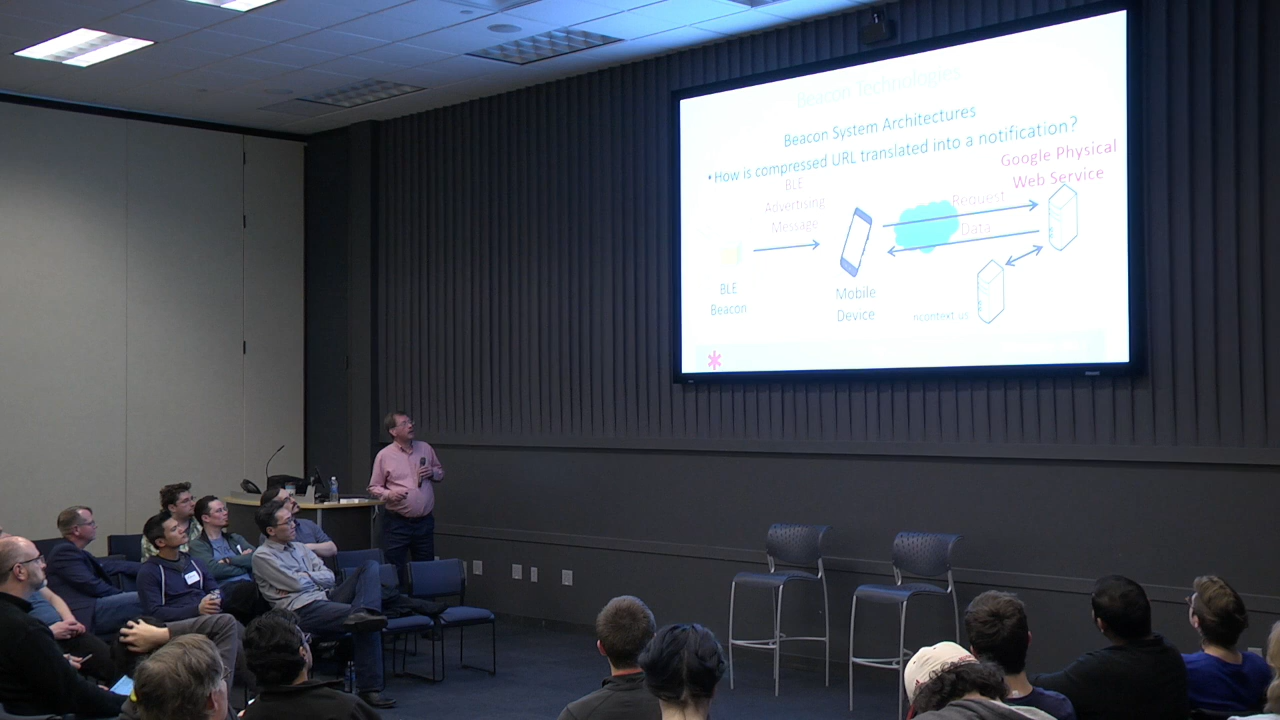 Beacon Technologies
Beacon System Architectures
• How is compressed URL translated into a notification?
Google Physical
Web Service
BLE
Advertising
Message
Request
Data
BLE
Beacon
Mobile
Device
ncontext.us